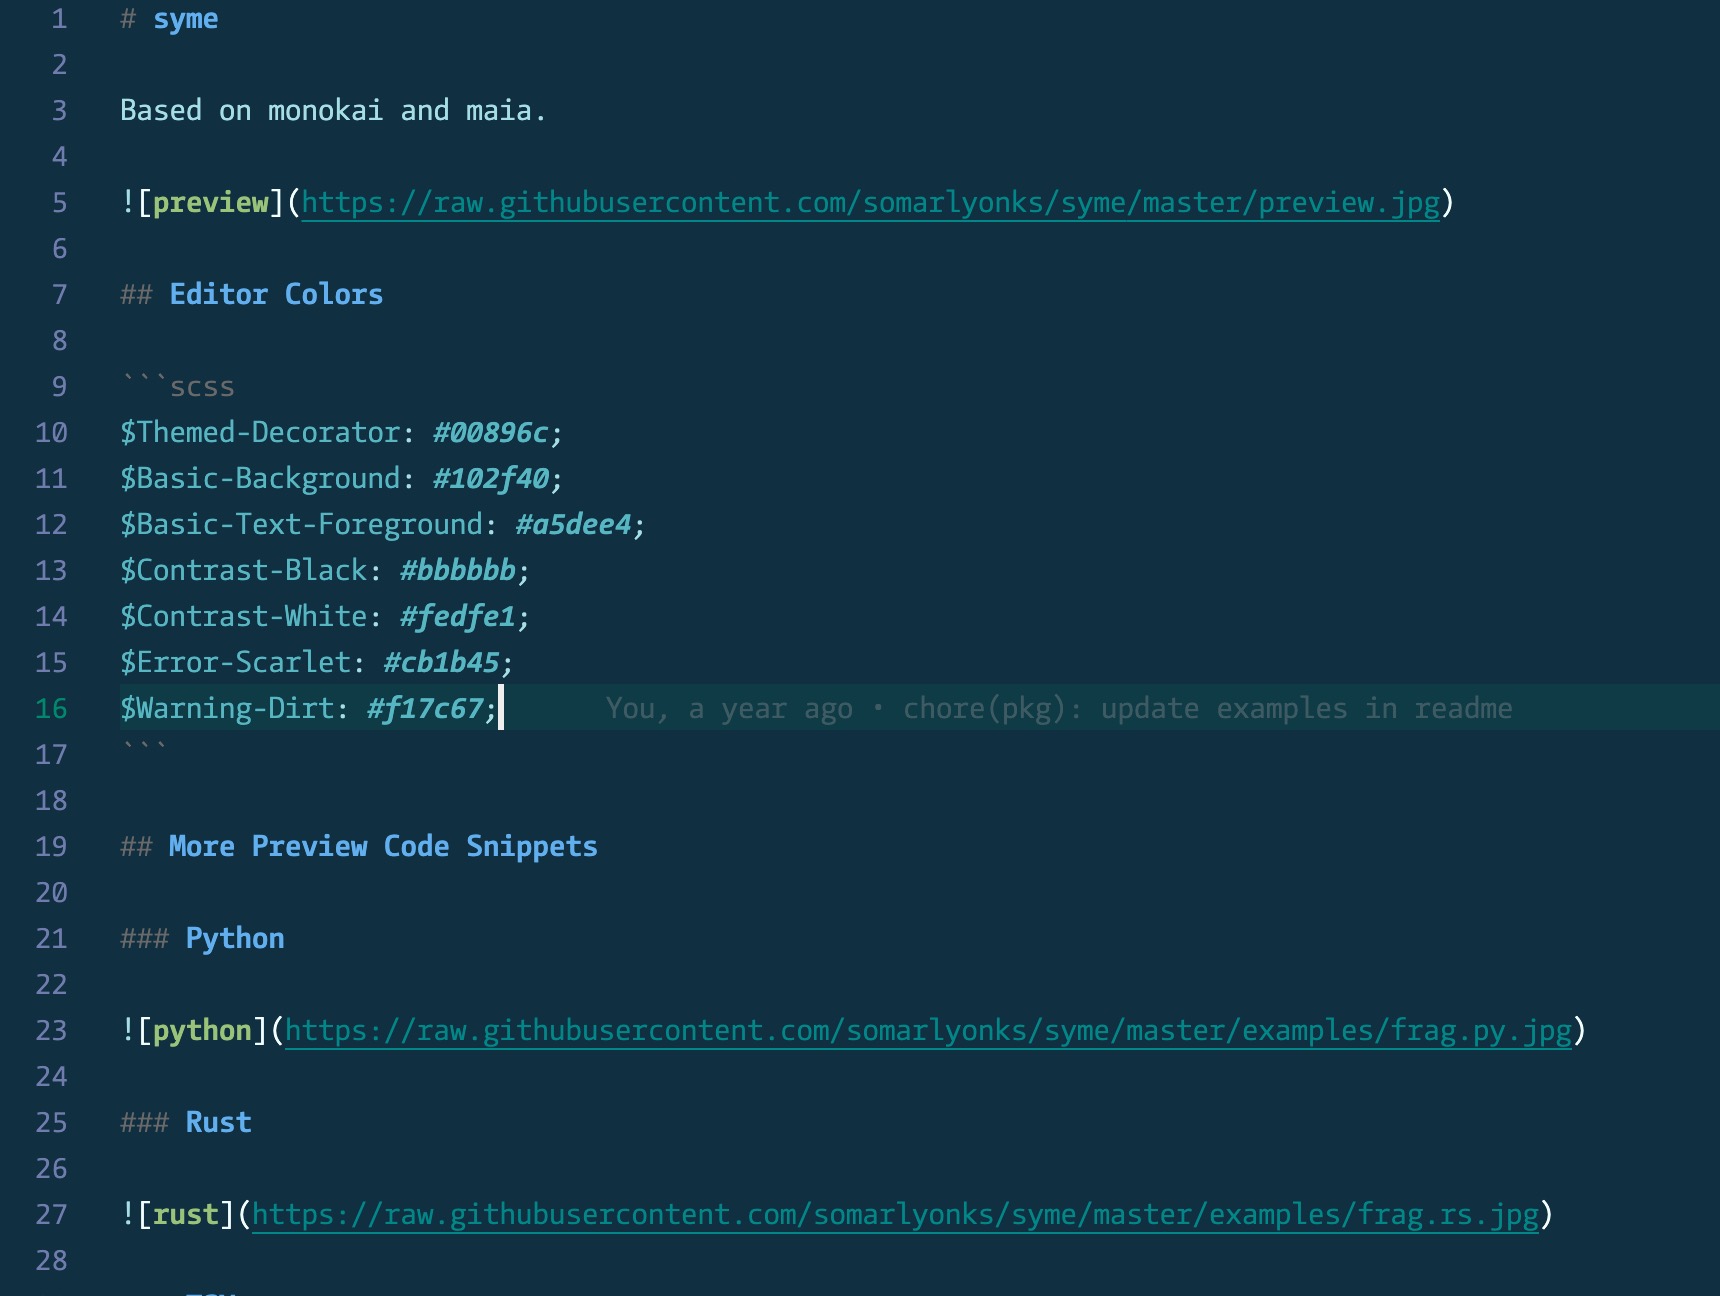 1 # syme
2
3 Based on monokai and maia.
4
5 ![preview](https://raw.githubusercontent.com/somarlyonks/syme/master/preview.jpg)
6
7 ## Editor Colors
8
9 ```scss
10 $Themed-Decorator: #00896c;
11 $Basic-Background: #102f40;
12 $Basic-Text-Foreground: #a5dee4;
13 $Contrast-Black: #bbbbbb;
14 $Contrast-White: #fedfe1;
15 $Error-Scarlet: #cb1b45;
16 $Warning-Dirt: #f17c67; You, a year ago • chore(pkg): update examples in readme
17 ```
18
19 ## More Preview Code Snippets
20
21 ### Python
22
23 ![python](https://raw.githubusercontent.com/somarlyonks/syme/master/examples/frag.py.jpg)
24
25 ### Rust
26
27 ![rust](https://raw.githubusercontent.com/somarlyonks/syme/master/examples/frag.rs.jpg)
28